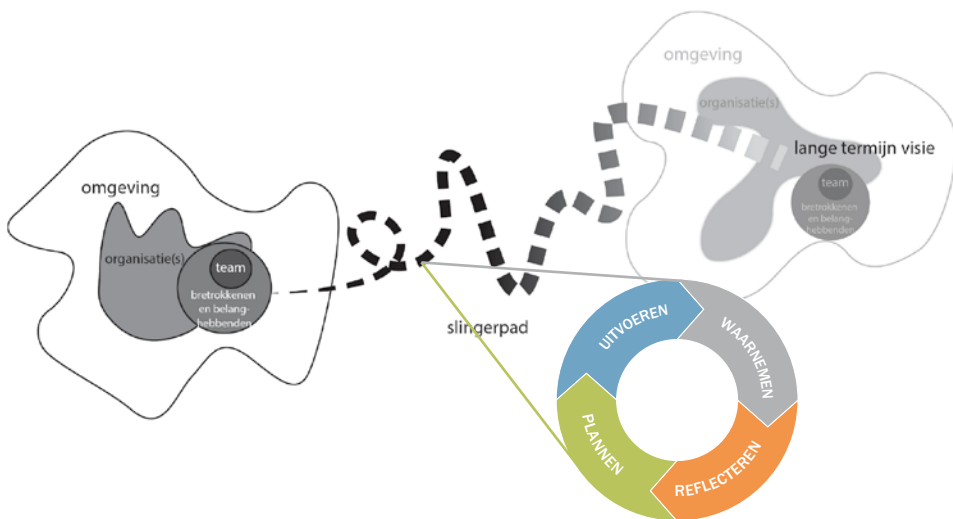 omgeving
organisatie(s)
team
bretrokkenen
en belang-
hebbenden
slingerpad
omgeving
organisatie(s)
lange termijn visie
team
bretrokkenen
en belang-
hebbenden
UITVOEREN
WAARNEMEN
REFLECTEREN
PLANNEN